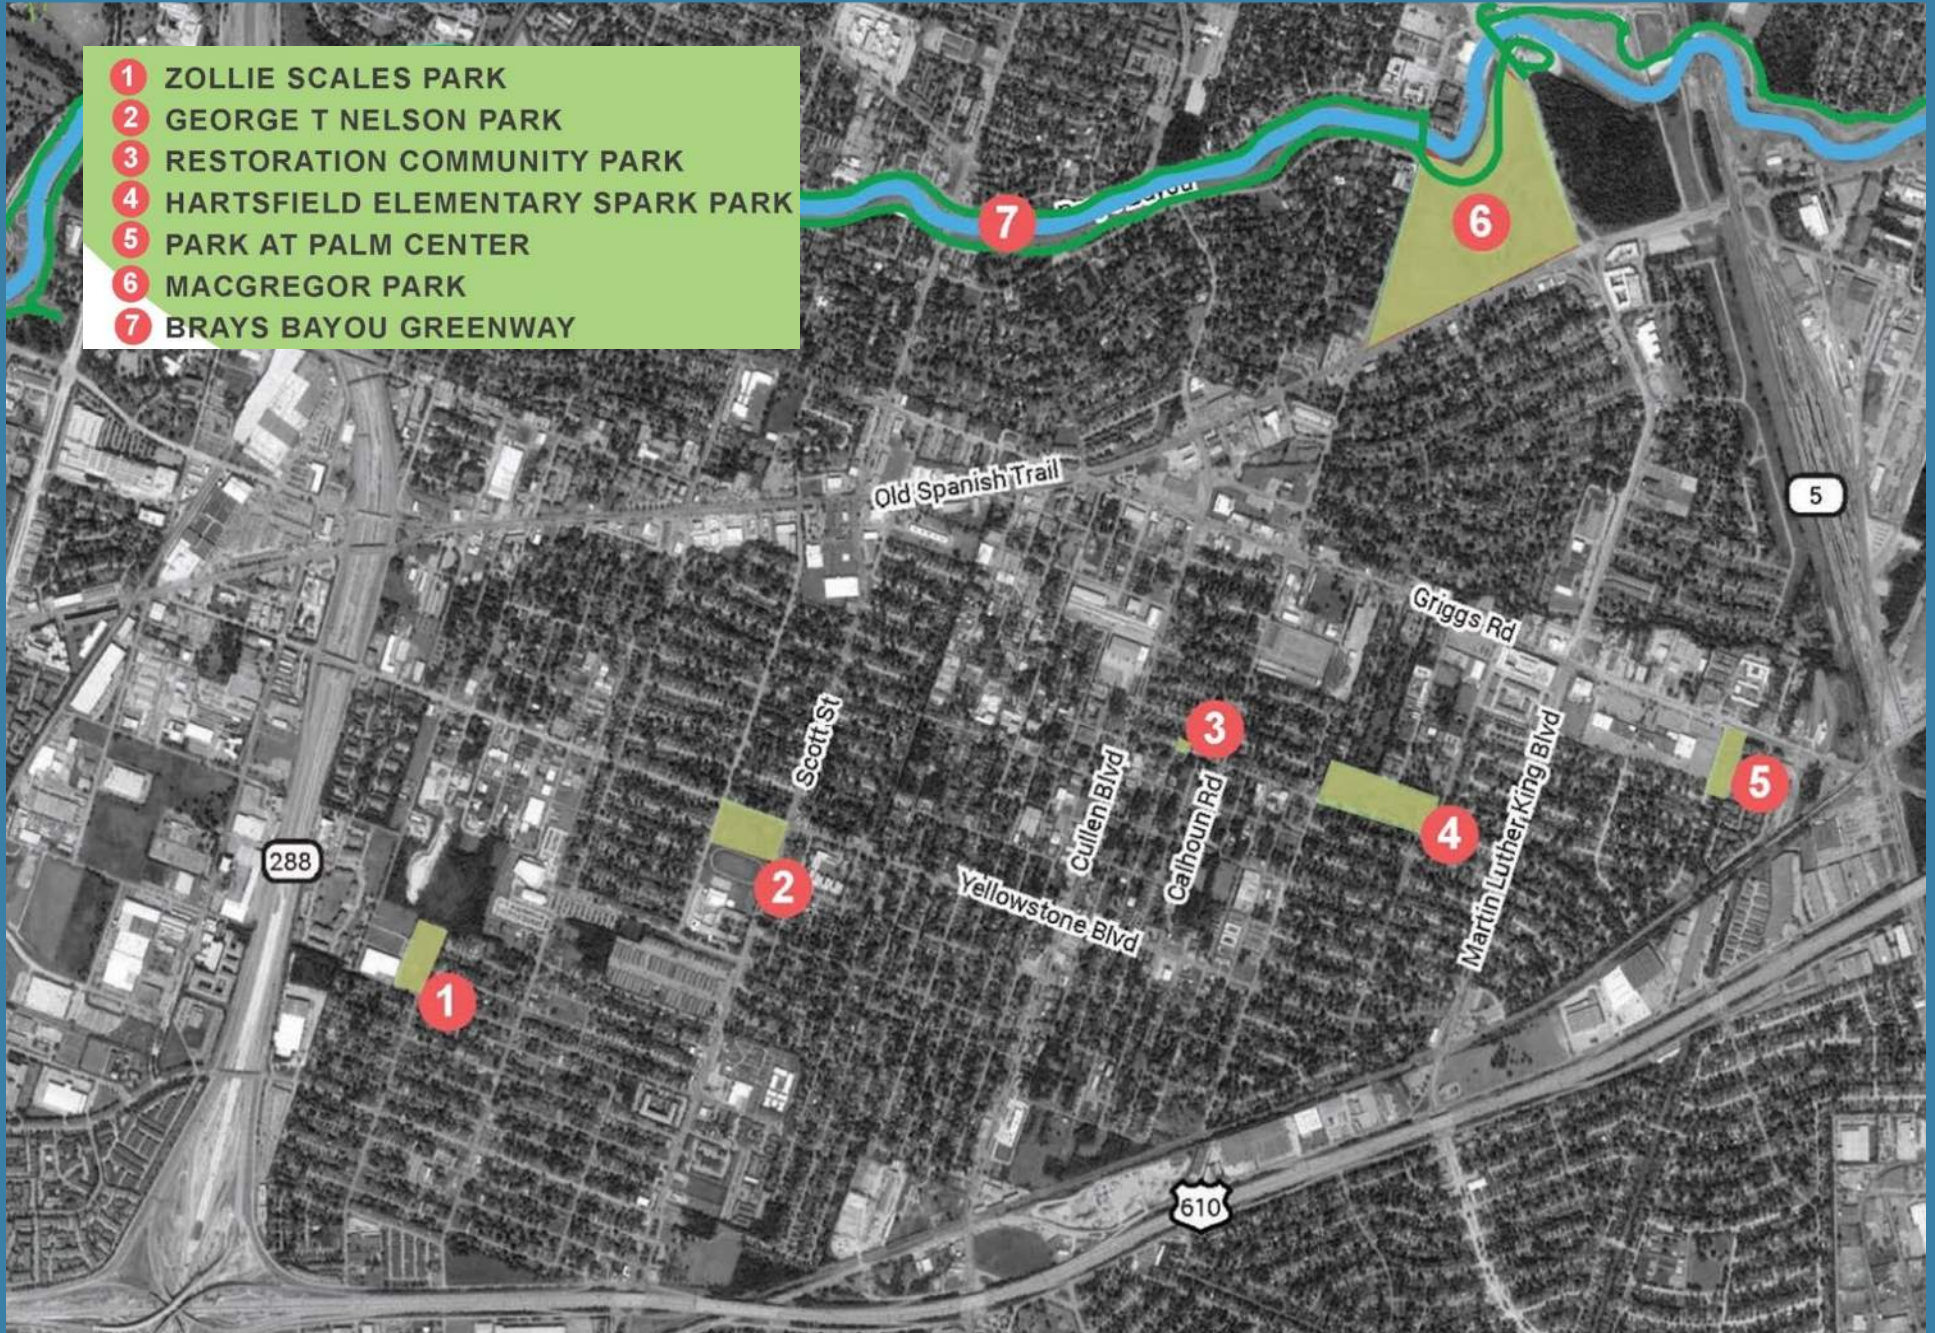 1 ZOLLIE SCALES PARK
2 GEORGE T NELSON PARK
3 RESTORATION COMMUNITY PARK
4 HARTSFIELD ELEMENTARY SPARK PARK
5 PARK AT PALM CENTER
6 MACGREGOR PARK
7 BRAYS BAYOU GREENWAY
7
6
Old Spanish Trail
5
Griggs Rd
Scott St
3
Cullen Blvd
Calhoun Rd
Martin Luther King Blvd
5
4
288
2
Yellowstone Blvd
1
610